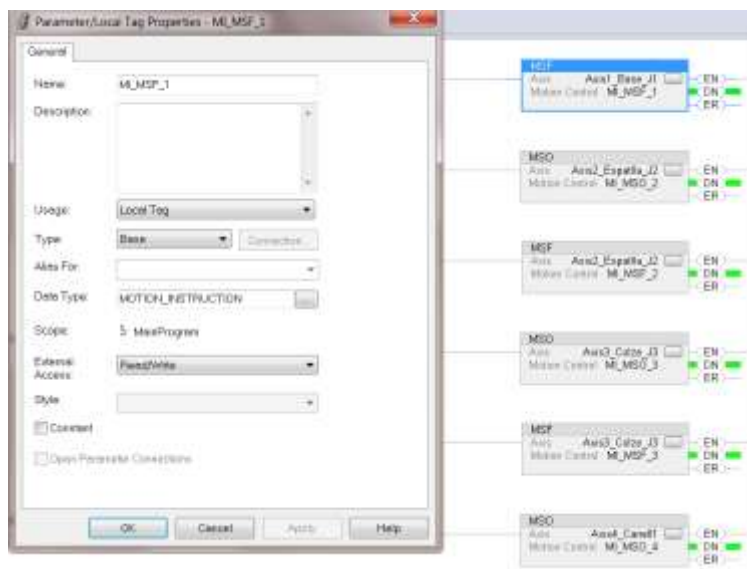 Parameter/Local Tag Properties - MI_MSF_1
General
Name: MI_MSF_1
Description:
Usage: Local Tag
Type: Base Connection...
Alias For:
Data Type: MOTION_INSTRUCTION ...
Scope: MainProgram
External Access: Read/Write
Style
Constant
Open Parameter Connections
OK Cancel Apply Help
MSF
Axis Axis1_Base_J1 EN
Motion Control MI_MSF_1 DN
ER
MSO
Axis Axis2_Espatlla_J2 EN
Motion Control MI_MSO_2 DN
ER
MSF
Axis Axis2_Espatlla_J2 EN
Motion Control MI_MSF_2 DN
ER
MSO
Axis Axis3_Colze_J3 EN
Motion Control MI_MSO_3 DN
ER
MSF
Axis Axis3_Colze_J3 EN
Motion Control MI_MSF_3 DN
ER
MSO
Axis EN
Motion Control MI_MSO_4 DN
ER